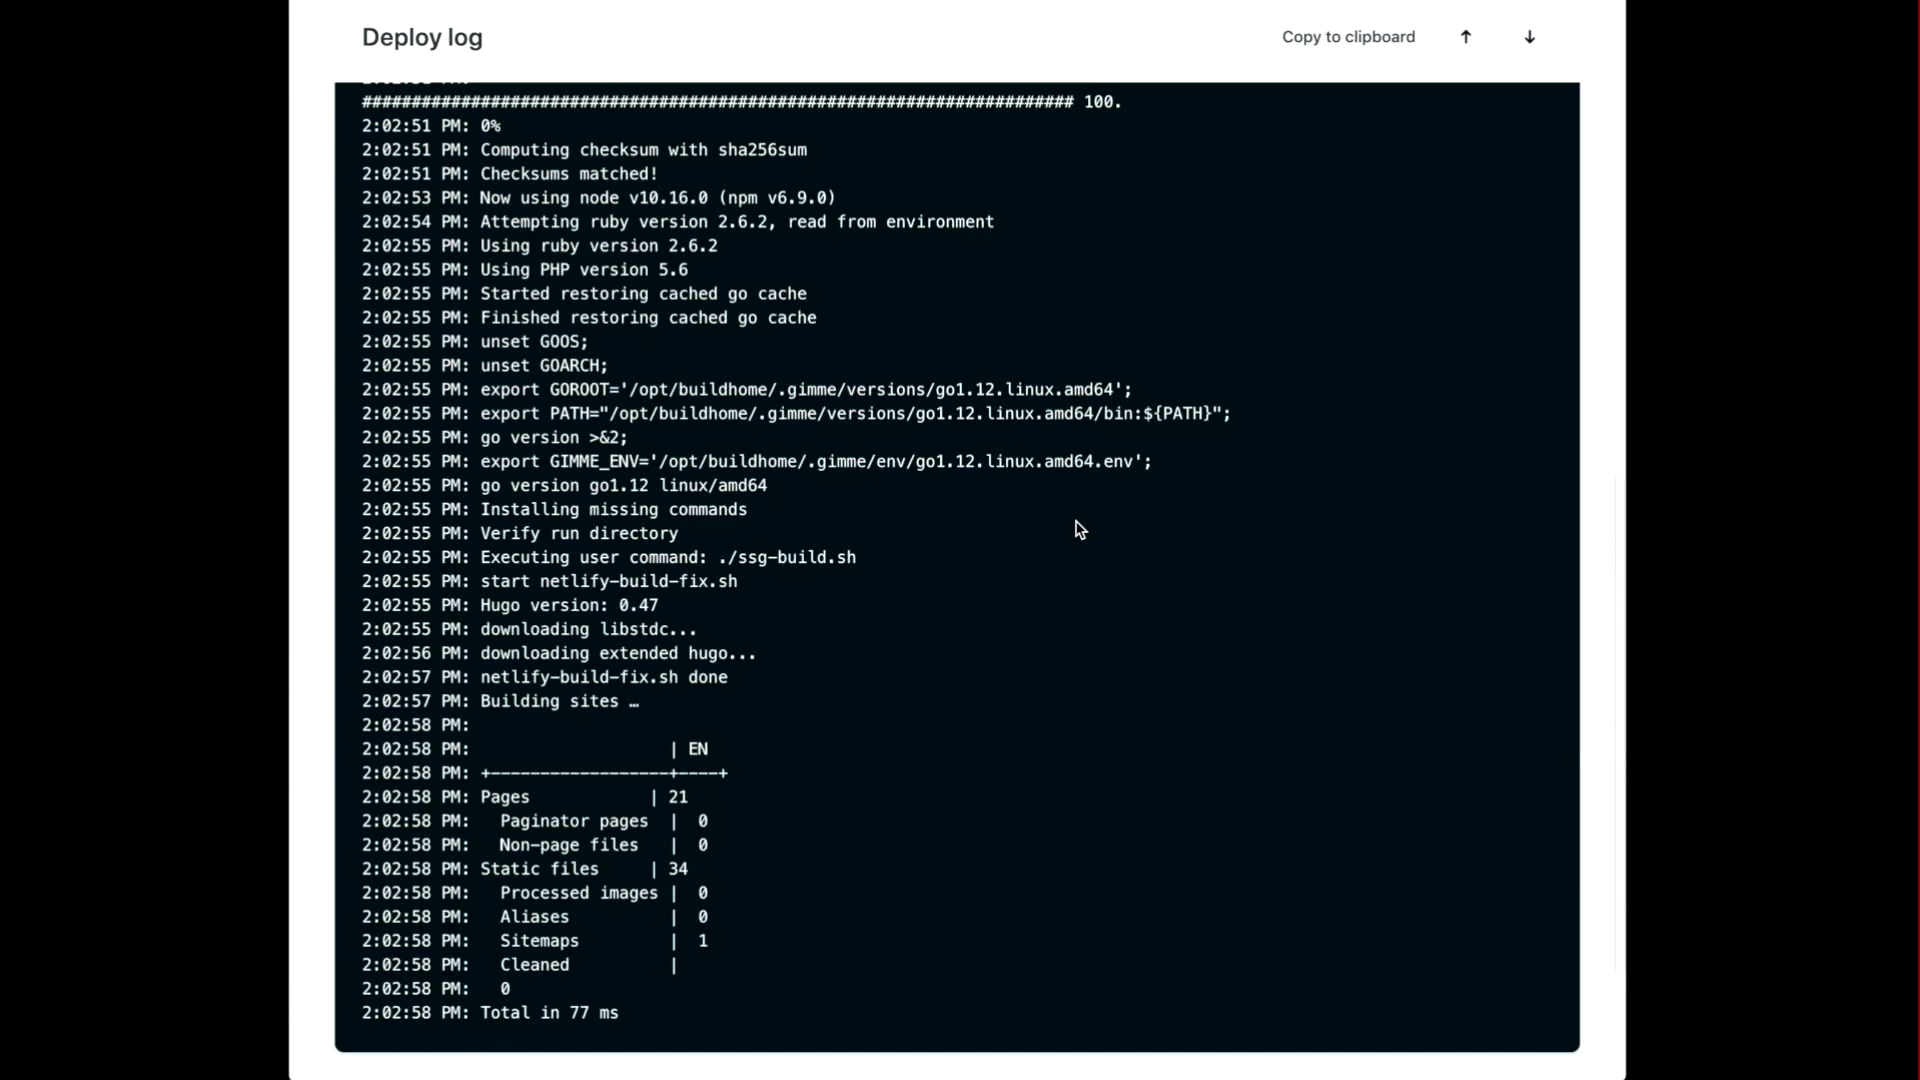 Deploy log
Copy to clipboard ↑ ↓
######################################################################## 100.
2:02:51 PM: 0%
2:02:51 PM: Computing checksum with sha256sum
2:02:51 PM: Checksums matched!
2:02:53 PM: Now using node v10.16.0 (npm v6.9.0)
2:02:54 PM: Attempting ruby version 2.6.2, read from environment
2:02:55 PM: Using ruby version 2.6.2
2:02:55 PM: Using PHP version 5.6
2:02:55 PM: Started restoring cached go cache
2:02:55 PM: Finished restoring cached go cache
2:02:55 PM: unset GOOS;
2:02:55 PM: unset GOARCH;
2:02:55 PM: export GOROOT='/opt/buildhome/.gimme/versions/go1.12.linux.amd64';
2:02:55 PM: export PATH="/opt/buildhome/.gimme/versions/go1.12.linux.amd64/bin:${PATH}";
2:02:55 PM: go version >&2;
2:02:55 PM: export GIMME_ENV='/opt/buildhome/.gimme/env/go1.12.linux.amd64.env';
2:02:55 PM: go version go1.12 linux/amd64
2:02:55 PM: Installing missing commands
2:02:55 PM: Verify run directory
2:02:55 PM: Executing user command: ./ssg-build.sh
2:02:55 PM: start netlify-build-fix.sh
2:02:55 PM: Hugo version: 0.47
2:02:55 PM: downloading libstdc...
2:02:56 PM: downloading extended hugo...
2:02:57 PM: netlify-build-fix.sh done
2:02:57 PM: Building sites …
2:02:58 PM:
2:02:58 PM:                     | EN
2:02:58 PM: +------------------+----+
2:02:58 PM: Pages            | 21
2:02:58 PM:   Paginator pages  |  0
2:02:58 PM:   Non-page files   |  0
2:02:58 PM: Static files     | 34
2:02:58 PM:   Processed images |  0
2:02:58 PM:   Aliases          |  0
2:02:58 PM:   Sitemaps         |  1
2:02:58 PM:   Cleaned          |
2:02:58 PM:   0
2:02:58 PM: Total in 77 ms